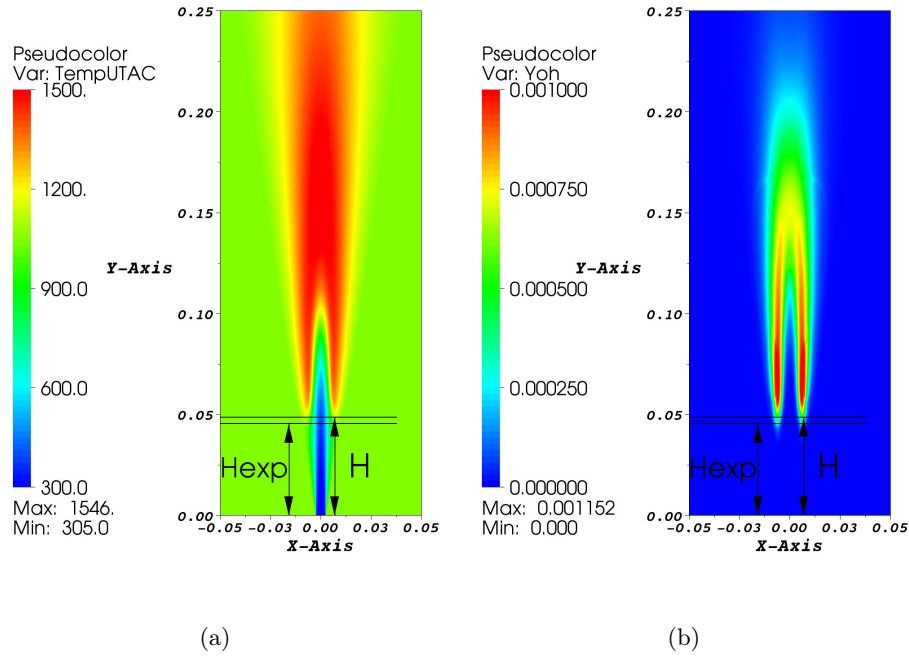 Pseudocolor
Var: TempUTAC
1500.
1200.
900.0
600.0
300.0
Max: 1546.
Min: 305.0
0.25
0.20
0.15
Y-Axis
0.10
0.05
0.00
Hexp
H
-0.05 -0.03 0.00 0.03 0.05
X-Axis
(a)
Pseudocolor
Var: Yoh
0.001000
0.000750
0.000500
0.000250
0.000000
Max: 0.001152
Min: 0.000
0.25
0.20
0.15
Y-Axis
0.10
0.05
0.00
Hexp
H
-0.05 -0.03 0.00 0.03 0.05
X-Axis
(b)